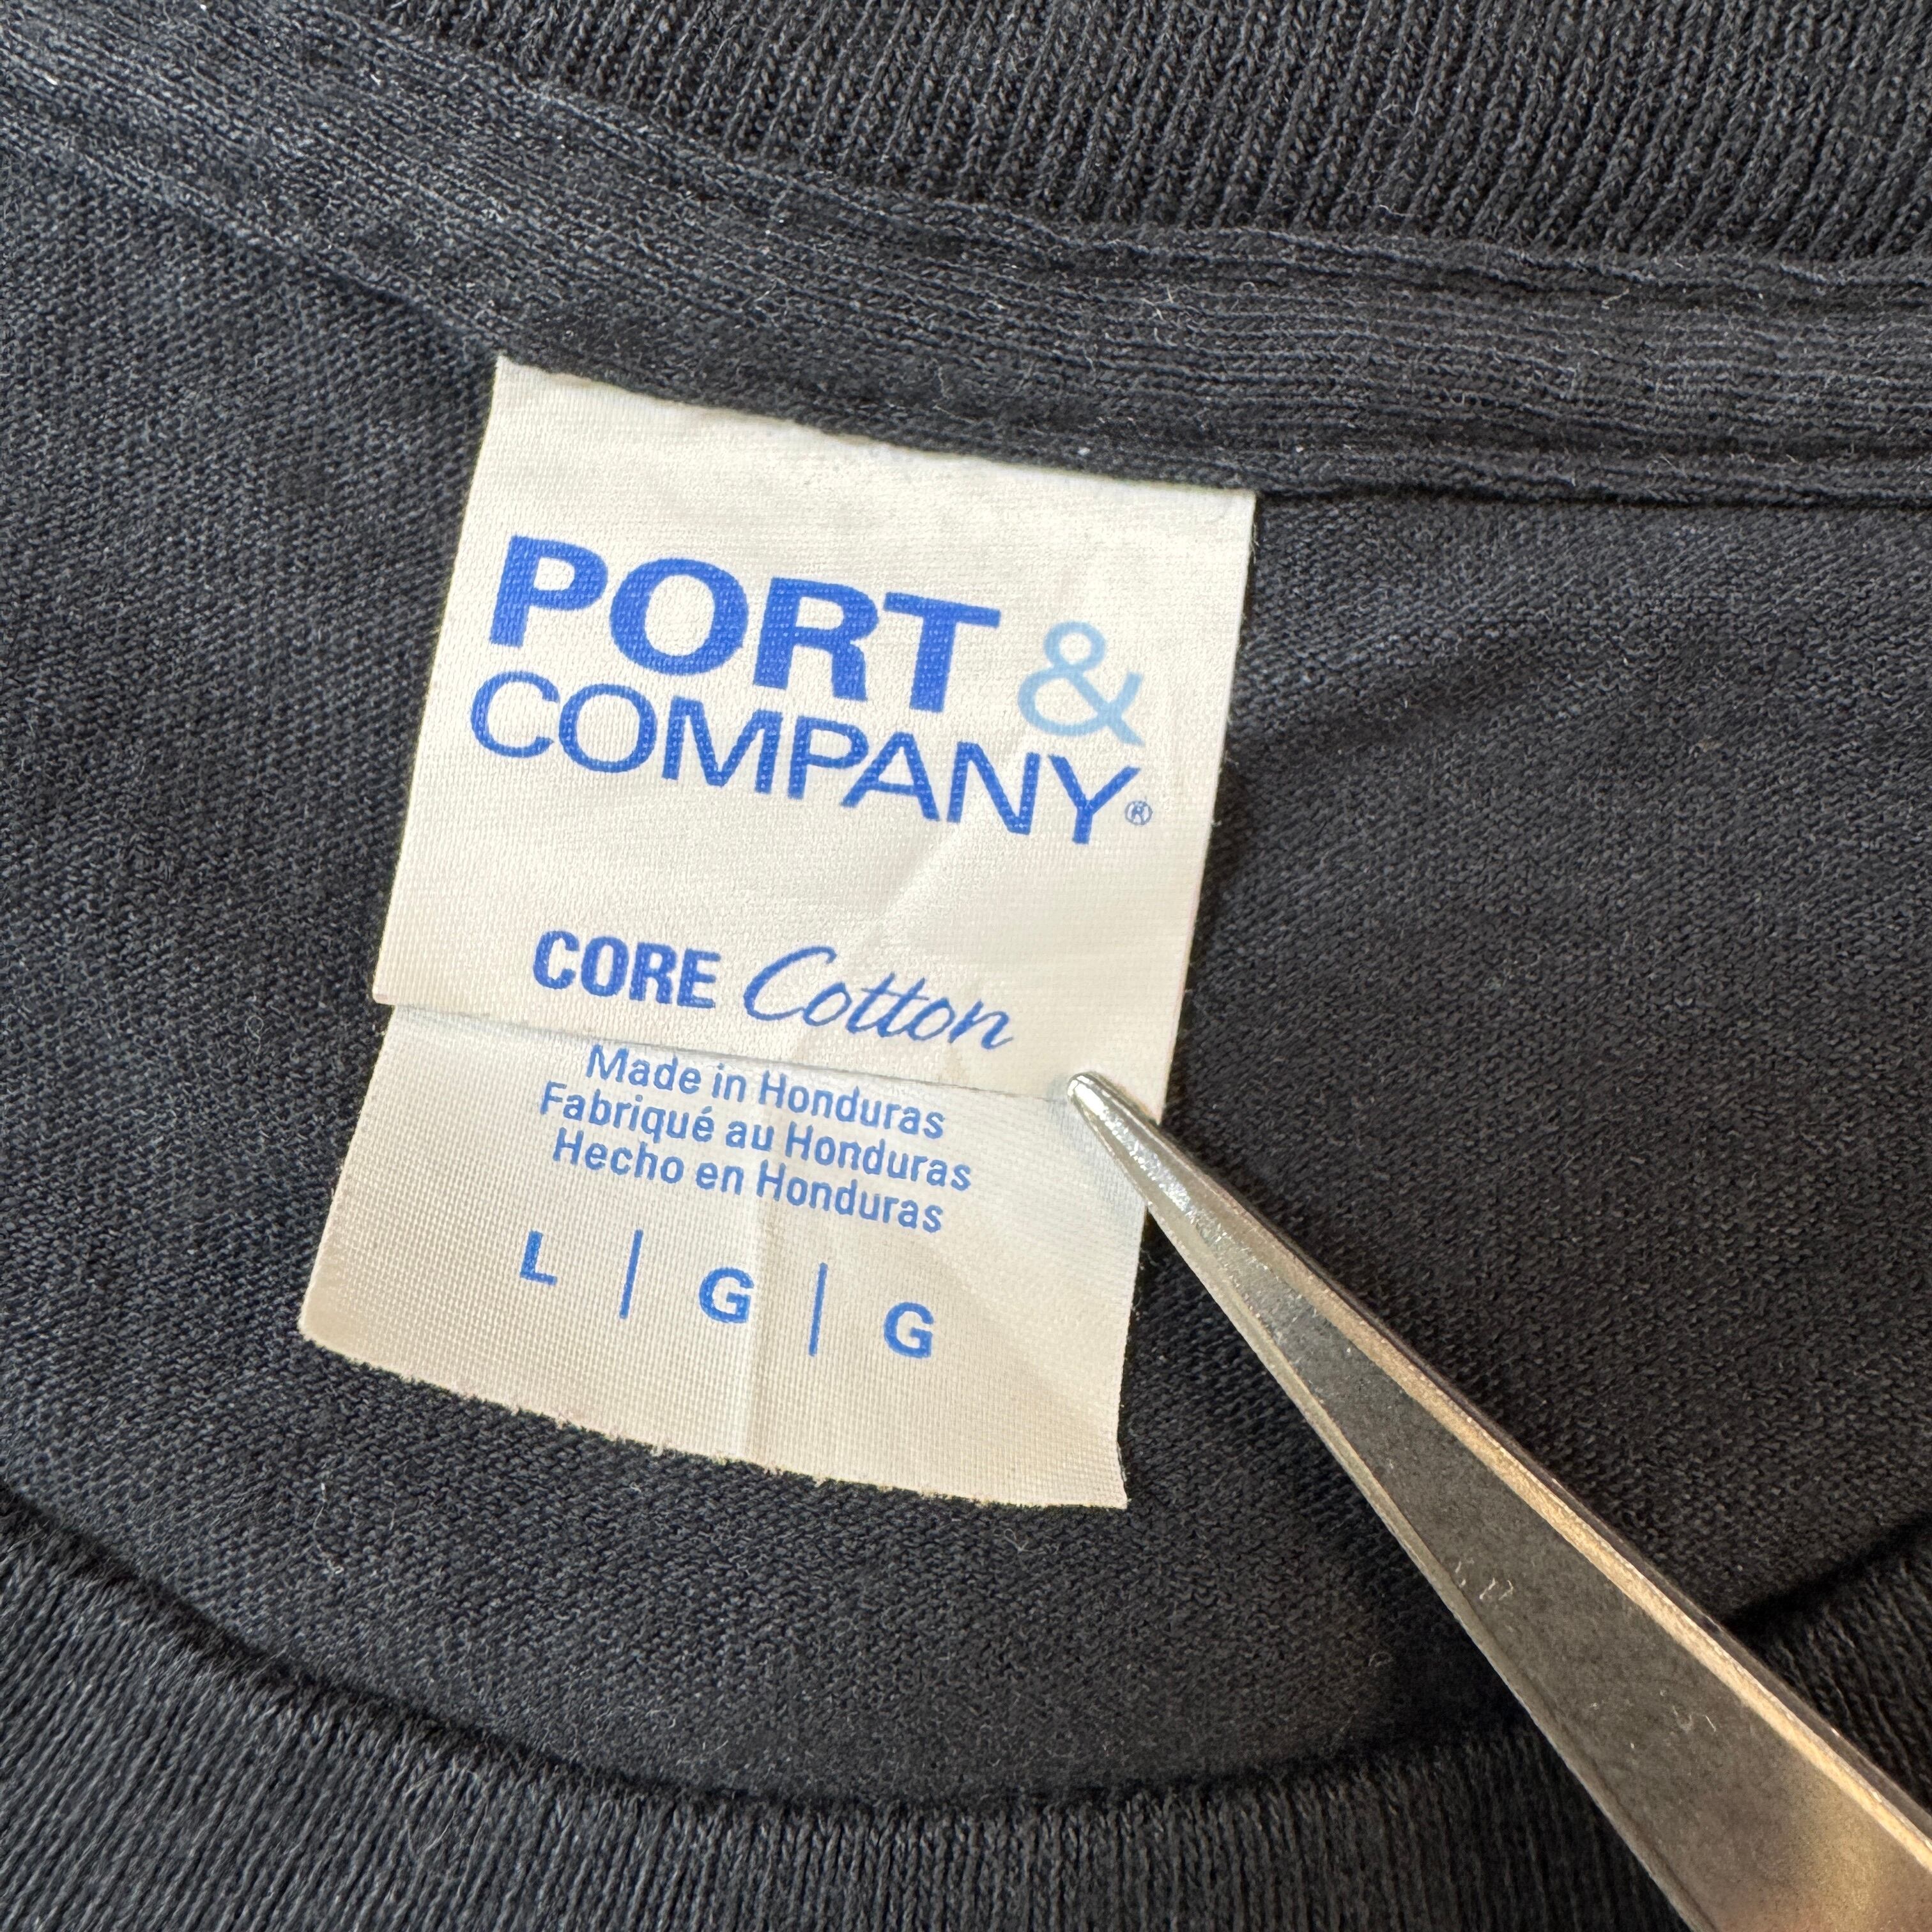 PORT &
COMPANY®
CORE Cotton
Made in Honduras
Fabriqué au Honduras
Hecho en Honduras
L | G | G